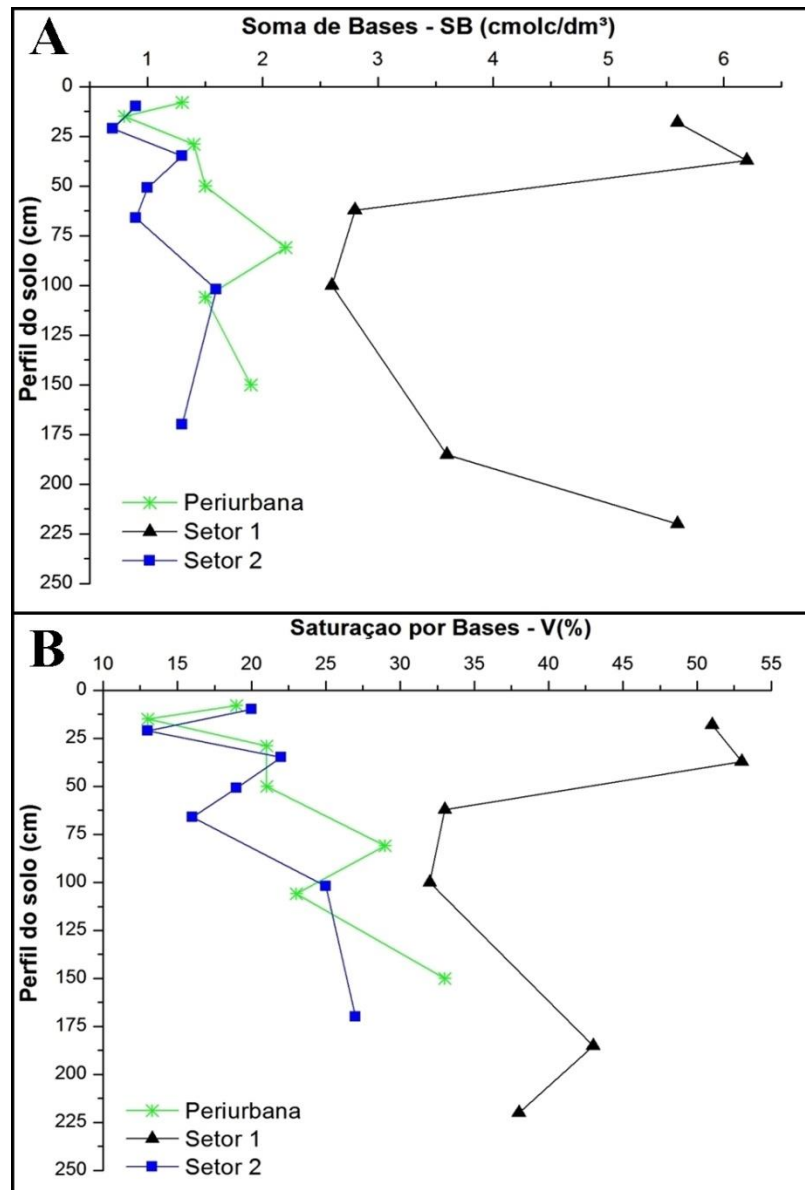 A
Soma de Bases - SB (cmolc/dm³)
1 2 3 4 5 6
Perfil do solo (cm)
0
25
50
75
100
125
150
175
200
225
250
Periurbana
Setor 1
Setor 2
B
Saturaçao por Bases - V(%)
10 15 20 25 30 35 40 45 50 55
Perfil do solo (cm)
0
25
50
75
100
125
150
175
200
225
250
Periurbana
Setor 1
Setor 2